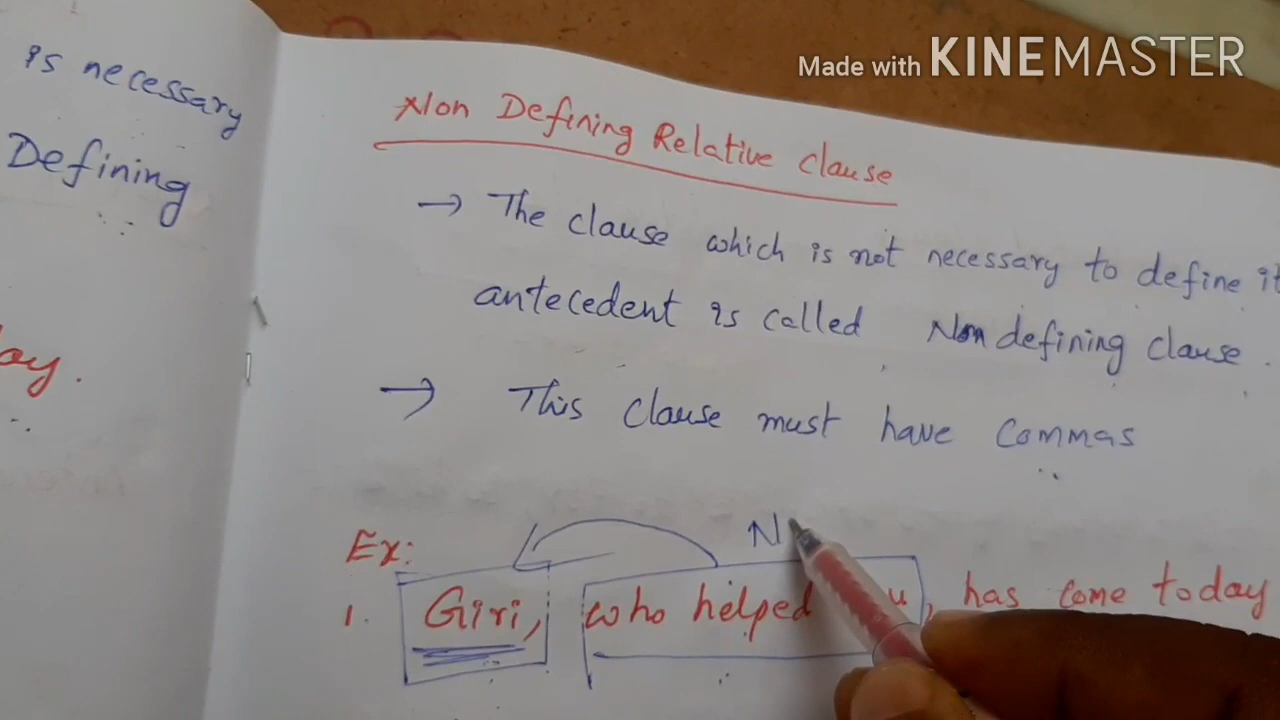 Made with KINEMASTER
is necessary
Defining
Non Defining Relative Clause
→ The clause which is not necessary to define it
antecedent is called Non defining clause.
→ This clause must have commas
Ex: N
1. Giri, who helped u, has come today